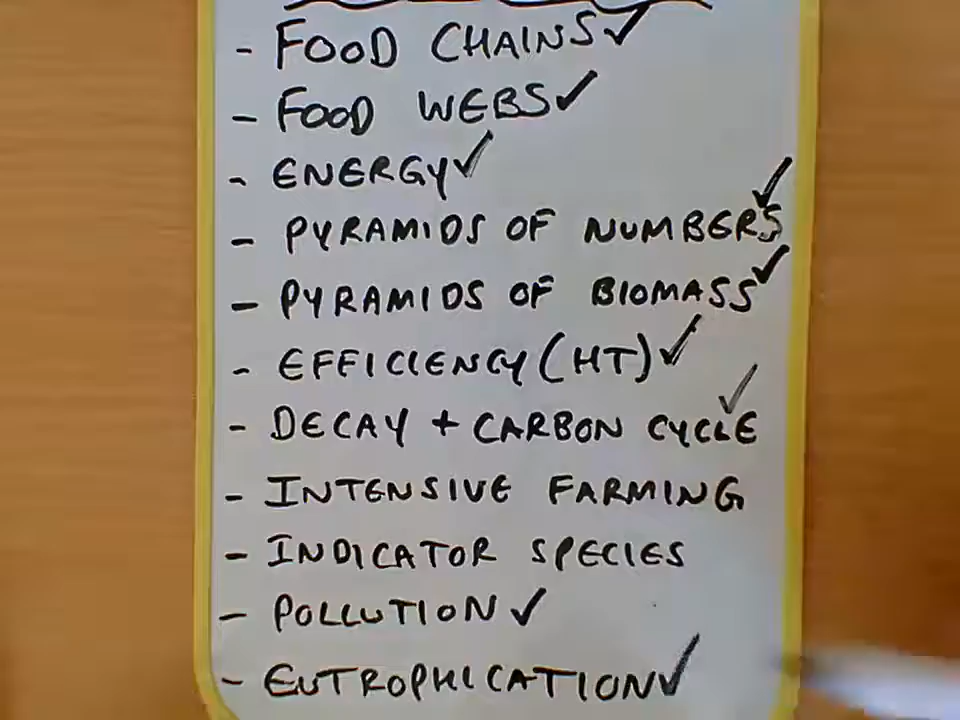 - FOOD CHAINS ✓
- FOOD WEBS ✓
- ENERGY ✓
- PYRAMIDS OF NUMBERS ✓
- PYRAMIDS OF BIOMASS ✓
- EFFICIENCY (HT) ✓
- DECAY + CARBON CYCLE ✓
- INTENSIVE FARMING
- INDICATOR SPECIES
- POLLUTION ✓
- EUTROPHICATION ✓